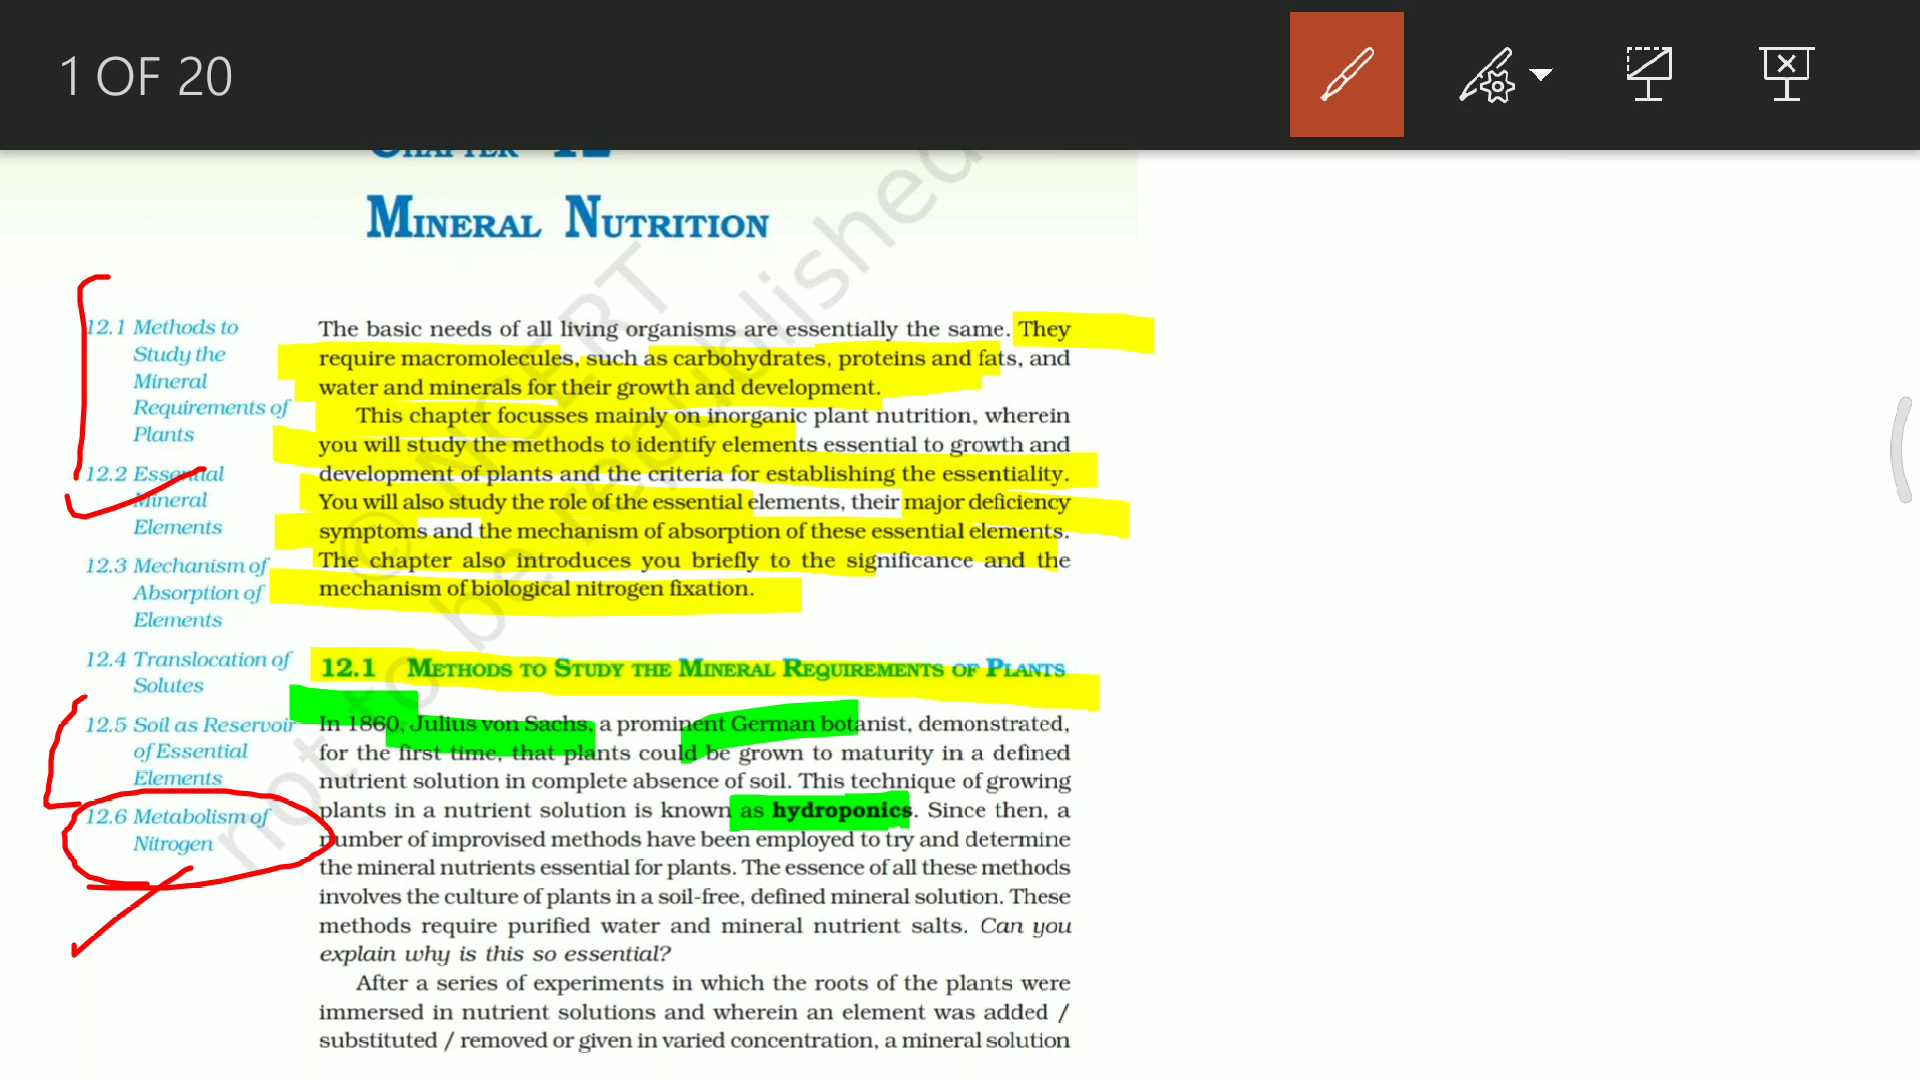 1 OF 20
CHAPTER 12
MINERAL NUTRITION
12.1 Methods to
Study the
Mineral
Requirements of
Plants
12.2 Essential
Mineral
Elements
12.3 Mechanism of
Absorption of
Elements
12.4 Translocation of
Solutes
12.5 Soil as Reservoir
of Essential
Elements
12.6 Metabolism of
Nitrogen
The basic needs of all living organisms are essentially the same. They
require macromolecules, such as carbohydrates, proteins and fats, and
water and minerals for their growth and development.
This chapter focusses mainly on inorganic plant nutrition, wherein
you will study the methods to identify elements essential to growth and
development of plants and the criteria for establishing the essentiality.
You will also study the role of the essential elements, their major deficiency
symptoms and the mechanism of absorption of these essential elements.
The chapter also introduces you briefly to the significance and the
mechanism of biological nitrogen fixation.
12.1 METHODS TO STUDY THE MINERAL REQUIREMENTS OF PLANTS
In 1860, Julius von Sachs, a prominent German botanist, demonstrated,
for the first time, that plants could be grown to maturity in a defined
nutrient solution in complete absence of soil. This technique of growing
plants in a nutrient solution is known as hydroponics. Since then, a
number of improvised methods have been employed to try and determine
the mineral nutrients essential for plants. The essence of all these methods
involves the culture of plants in a soil-free, defined mineral solution. These
methods require purified water and mineral nutrient salts. Can you
explain why is this so essential?
After a series of experiments in which the roots of the plants were
immersed in nutrient solutions and wherein an element was added /
substituted / removed or given in varied concentration, a mineral solution
© NCERT
not to be republished